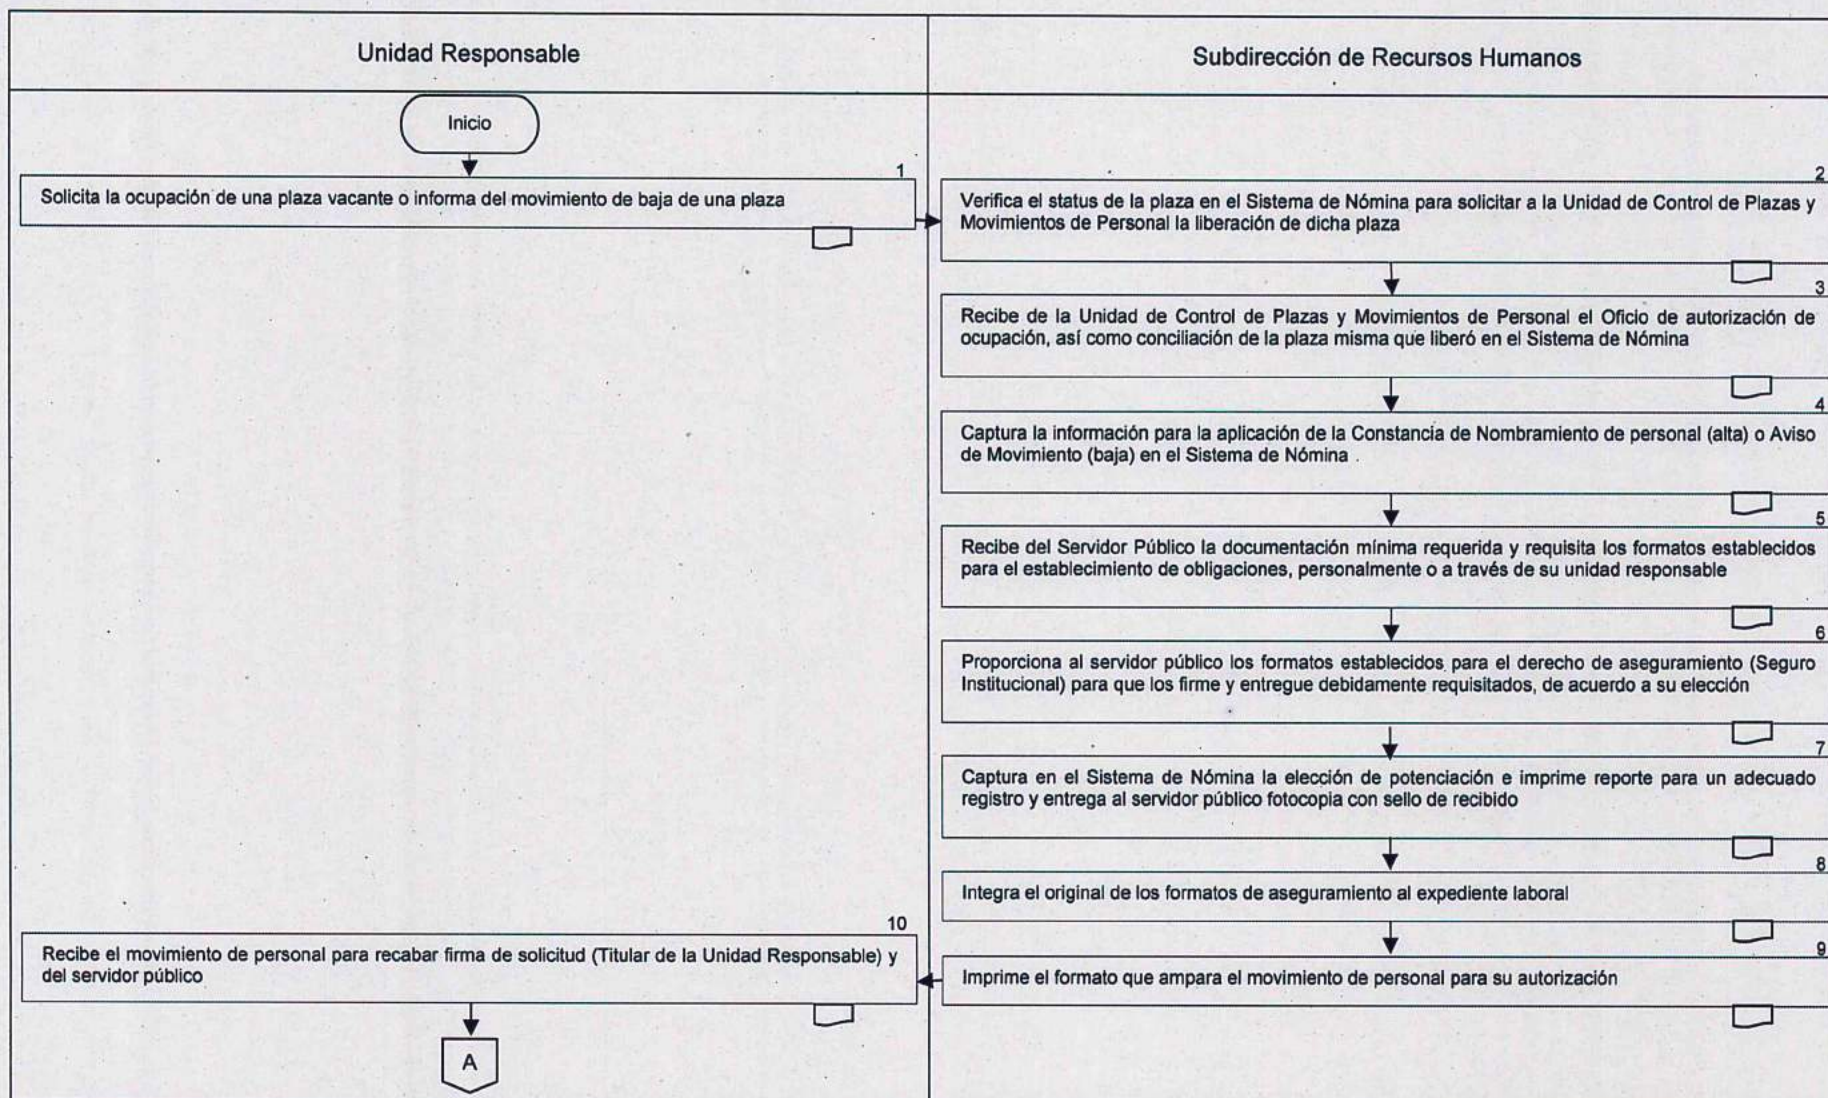 Unidad Responsable
Subdirección de Recursos Humanos
Inicio
1
Solicita la ocupación de una plaza vacante o informa del movimiento de baja de una plaza
2
Verifica el status de la plaza en el Sistema de Nómina para solicitar a la Unidad de Control de Plazas y
Movimientos de Personal la liberación de dicha plaza
3
Recibe de la Unidad de Control de Plazas y Movimientos de Personal el Oficio de autorización de
ocupación, así como conciliación de la plaza misma que liberó en el Sistema de Nómina
4
Captura la información para la aplicación de la Constancia de Nombramiento de personal (alta) o Aviso
de Movimiento (baja) en el Sistema de Nómina
5
Recibe del Servidor Público la documentación mínima requerida y requisita los formatos establecidos
para el establecimiento de obligaciones, personalmente o a través de su unidad responsable
6
Proporciona al servidor público los formatos establecidos para el derecho de aseguramiento (Seguro
Institucional) para que los firme y entregue debidamente requisitados, de acuerdo a su elección
7
Captura en el Sistema de Nómina la elección de potenciación e imprime reporte para un adecuado
registro y entrega al servidor público fotocopia con sello de recibido
8
Integra el original de los formatos de aseguramiento al expediente laboral
9
Imprime el formato que ampara el movimiento de personal para su autorización
10
Recibe el movimiento de personal para recabar firma de solicitud (Titular de la Unidad Responsable) y
del servidor público
A